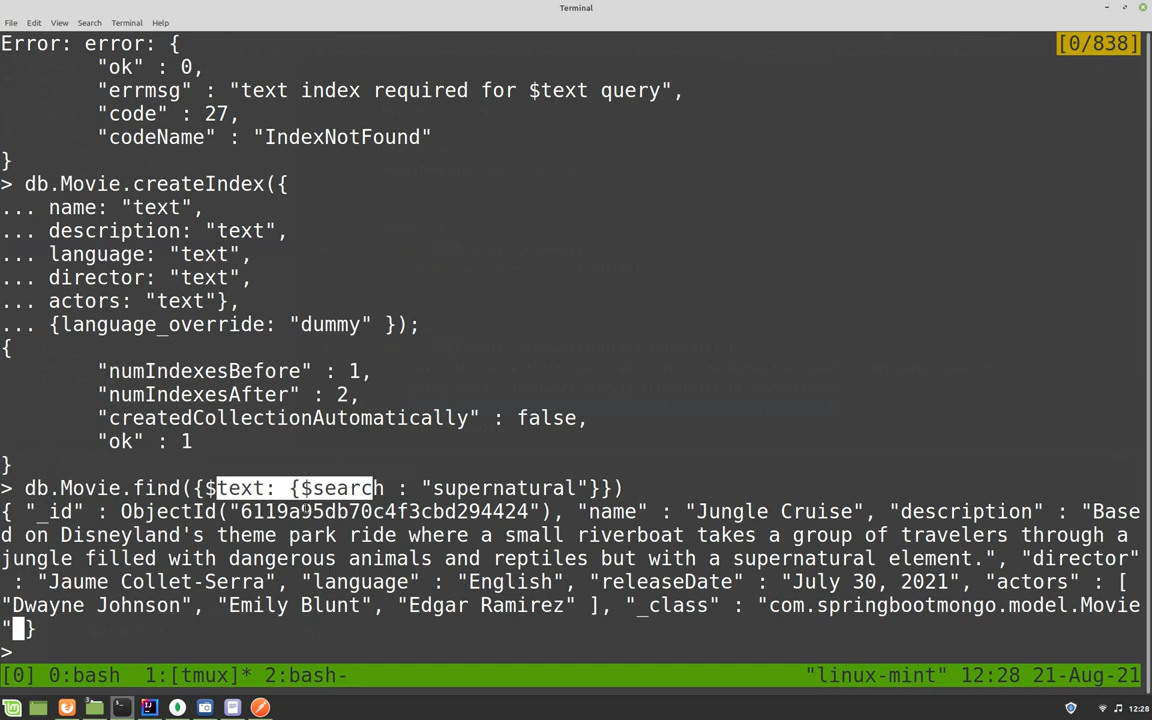 Terminal
File Edit View Search Terminal Help
Error: error: {
[0/838]
"ok" : 0,
"errmsg" : "text index required for $text query",
"code" : 27,
"codeName" : "IndexNotFound"
}
> db.Movie.createIndex({
... name: "text",
... description: "text",
... language: "text",
... director: "text",
... actors: "text"},
... {language_override: "dummy" });
{
"numIndexesBefore" : 1,
"numIndexesAfter" : 2,
"createdCollectionAutomatically" : false,
"ok" : 1
}
> db.Movie.find({$text: {$search : "supernatural"}})
{ "_id" : ObjectId("6119a95db70c4f3cbd294424"), "name" : "Jungle Cruise", "description" : "Base
d on Disneyland's theme park ride where a small riverboat takes a group of travelers through a
jungle filled with dangerous animals and reptiles but with a supernatural element.", "director"
: "Jaume Collet-Serra", "language" : "English", "releaseDate" : "July 30, 2021", "actors" : [
"Dwayne Johnson", "Emily Blunt", "Edgar Ramirez" ], "_class" : "com.springbootmongo.model.Movie
" }
>
[0] 0:bash 1:[tmux]* 2:bash- "linux-mint" 12:28 21-Aug-21
12:28